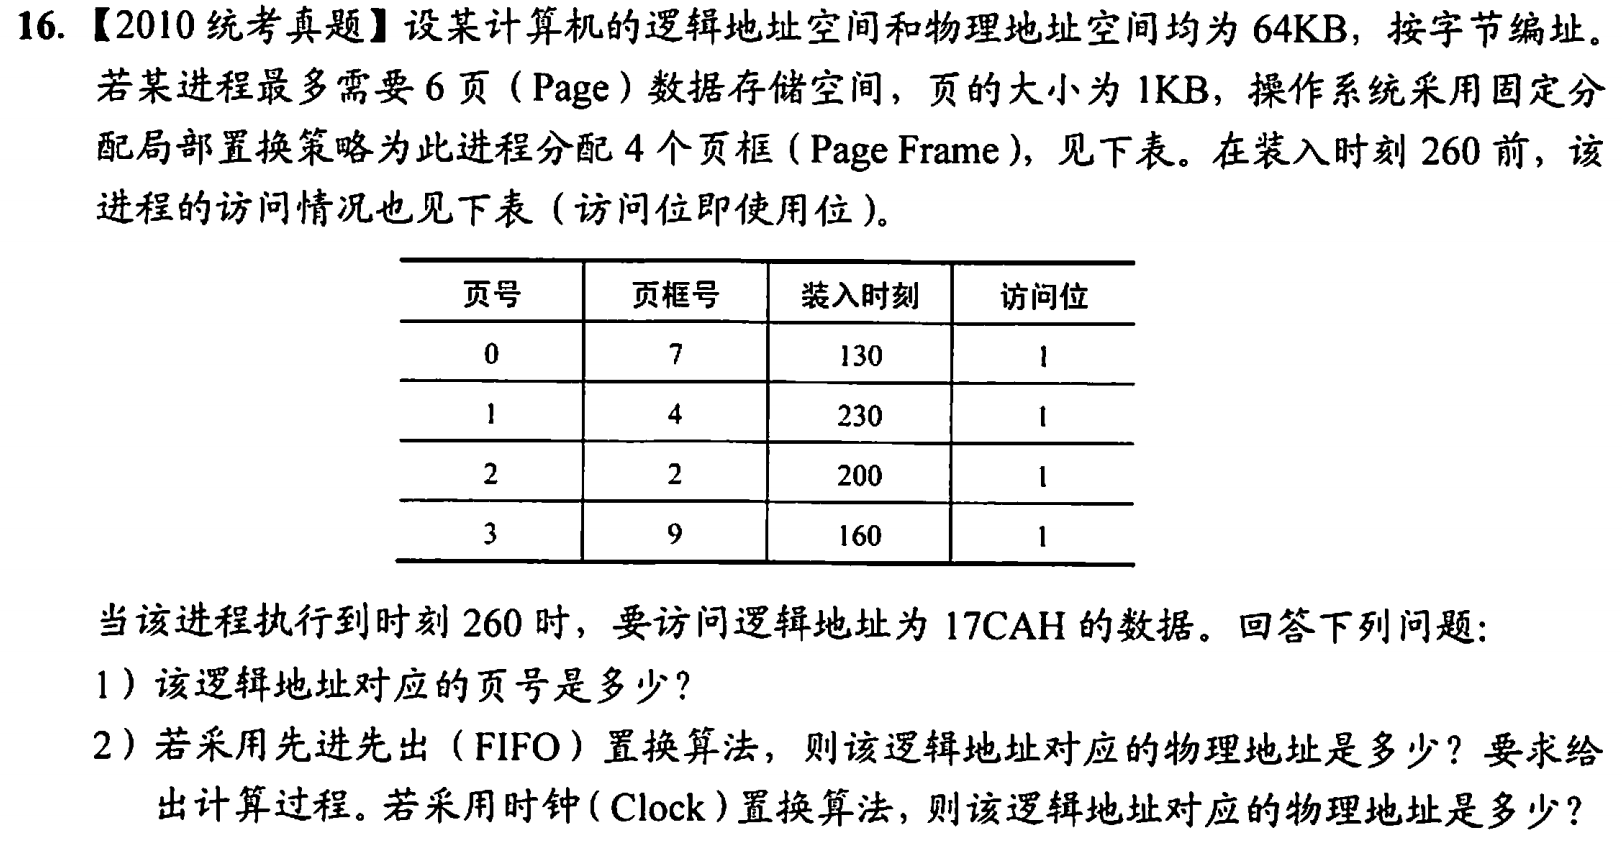 16.【2010统考真题】设某计算机的逻辑地址空间和物理地址空间均为 64KB，按字节编址。
若某进程最多需要 6 页（Page）数据存储空间，页的大小为 1KB，操作系统采用固定分
配局部置换策略为此进程分配 4 个页框（Page Frame），见下表。在装入时刻 260 前，该
进程的访问情况也见下表（访问位即使用位）。
页号 页框号 装入时刻 访问位
0 7 130 1
1 4 230 1
2 2 200 1
3 9 160 1
当该进程执行到时刻 260 时，要访问逻辑地址为 17CAH 的数据。回答下列问题：
1）该逻辑地址对应的页号是多少？
2）若采用先进先出（FIFO）置换算法，则该逻辑地址对应的物理地址是多少？要求给
出计算过程。若采用时钟（Clock）置换算法，则该逻辑地址对应的物理地址是多少？